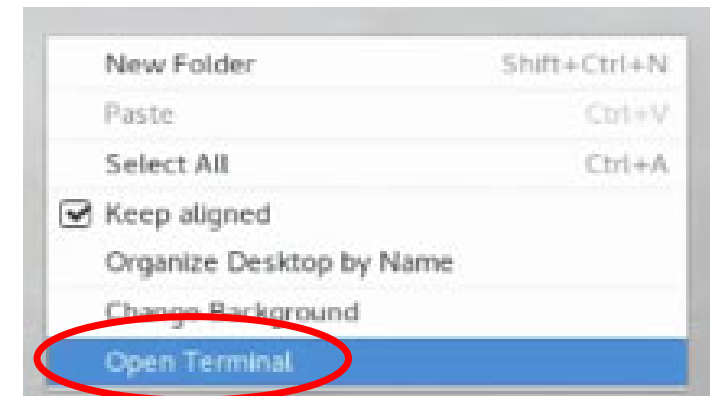 New Folder Shift+Ctrl+N
Paste Ctrl+V
Select All Ctrl+A
Keep aligned
Organize Desktop by Name
Change Background
Open Terminal